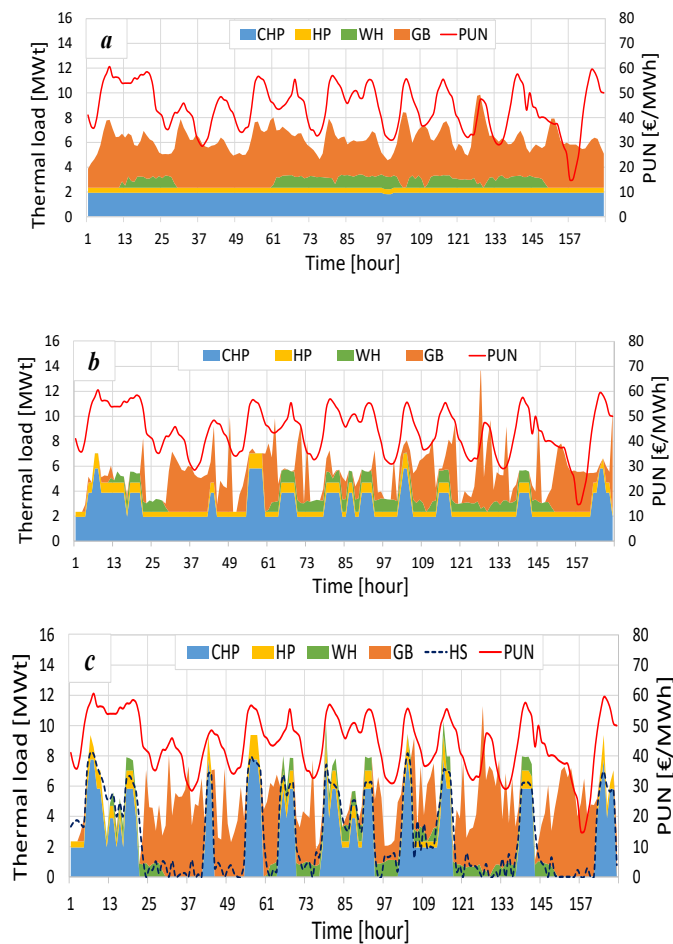 a
CHP HP WH GB PUN
Thermal load [MWt]
16 14 12 10 8 6 4 2 0
80 70 60 50 40 30 20 10 0
PUN [€/MWh]
1 13 25 37 49 61 73 85 97 109 121 133 145 157
Time [hour]
b
CHP HP WH GB PUN
Thermal load [MWt]
16 14 12 10 8 6 4 2 0
80 70 60 50 40 30 20 10 0
PUN [€/MWh]
1 13 25 37 49 61 73 85 97 109 121 133 145 157
Time [hour]
c
CHP HP WH GB HS PUN
Thermal load [MWt]
16 14 12 10 8 6 4 2 0
80 70 60 50 40 30 20 10 0
PUN [€/MWh]
1 13 25 37 49 61 73 85 97 109 121 133 145 157
Time [hour]